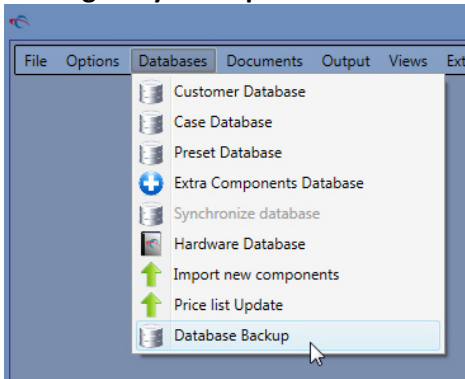 File Options Databases Documents Output Views Ext
Customer Database
Case Database
Preset Database
Extra Components Database
Synchronize database
Hardware Database
Import new components
Price list Update
Database Backup